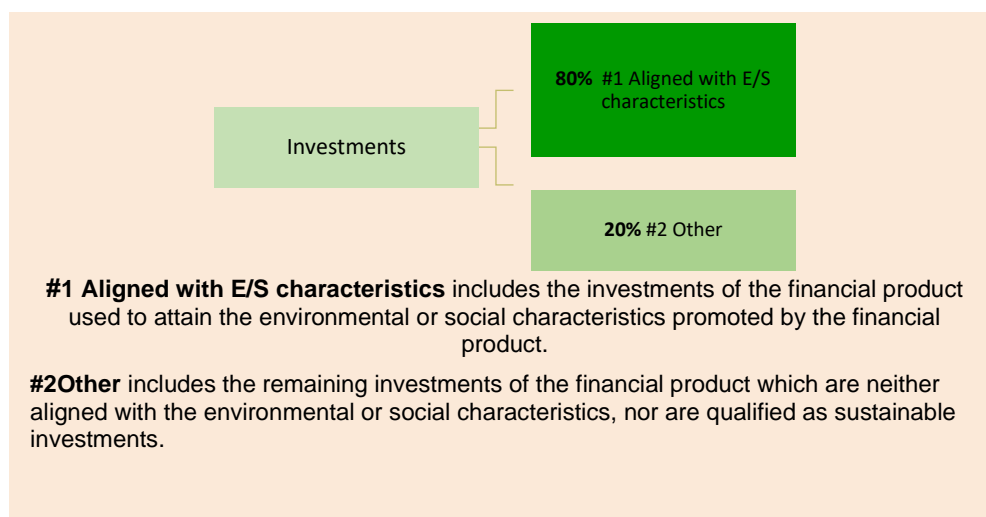 80% #1 Aligned with E/S
characteristics
Investments
20% #2 Other
#1 Aligned with E/S characteristics includes the investments of the financial product
used to attain the environmental or social characteristics promoted by the financial
product.
#2Other includes the remaining investments of the financial product which are neither
aligned with the environmental or social characteristics, nor are qualified as sustainable
investments.